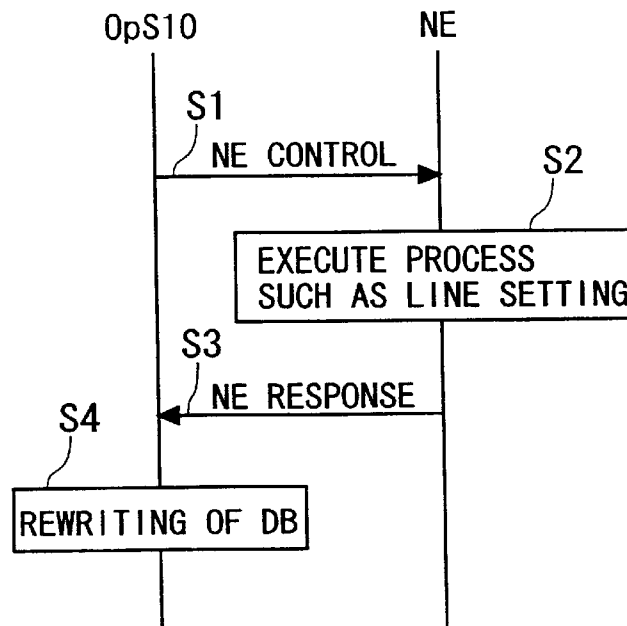 OpS10
NE
S1
NE CONTROL
S2
EXECUTE PROCESS
SUCH AS LINE SETTING
S3
NE RESPONSE
S4
REWRITING OF DB